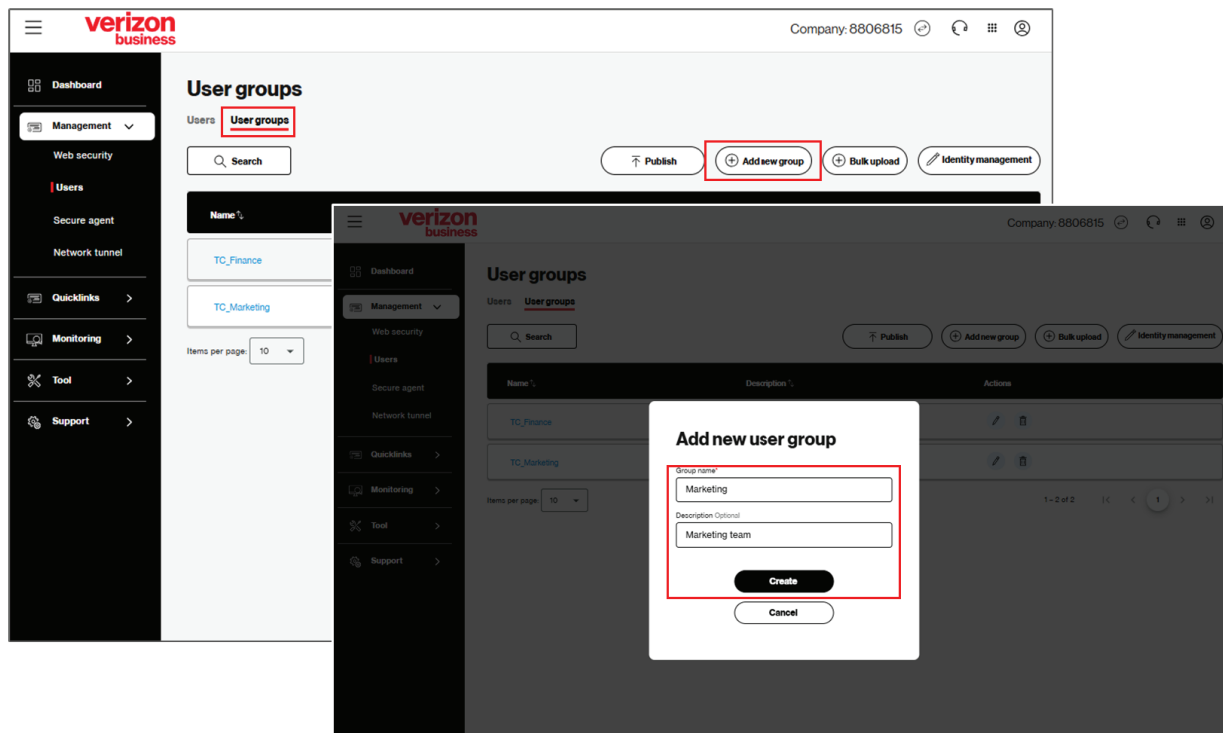 verizon
business
Company: 8806815
Dashboard
Management
Web security
Users
Secure agent
Network tunnel
Quicklinks
Monitoring
Tool
Support
User groups
Users User groups
Search
Publish
Add new group
Bulk upload
Identity management
Name
TC_Finance
TC_Marketing
Items per page: 10
verizon
business
Company: 8806815
Dashboard
Management
Web security
Users
Secure agent
Network tunnel
Quicklinks
Monitoring
Tool
Support
User groups
Users User groups
Search
Publish
Add new group
Bulk upload
Identity management
Name Description Actions
TC_Finance
TC_Marketing
Items per page: 10
1 – 2 of 2
1
Add new user group
Group name*
Marketing
Description Optional
Marketing team
Create
Cancel